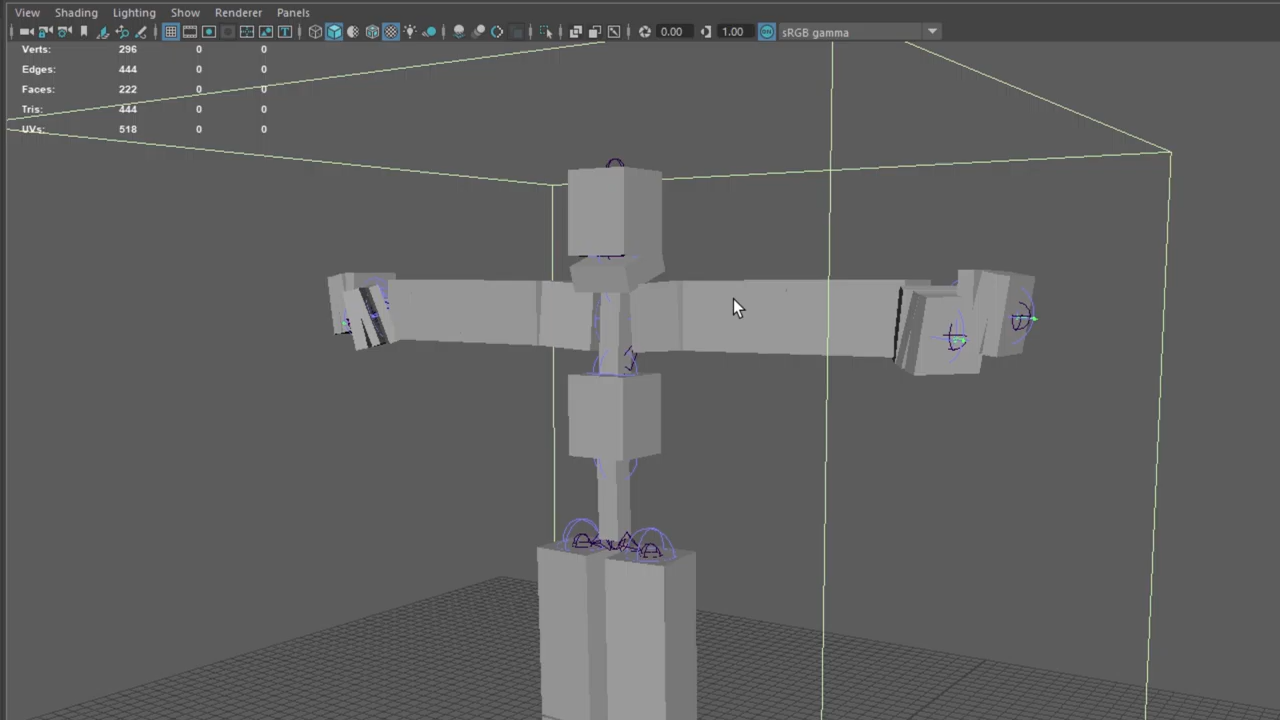 View Shading Lighting Show Renderer Panels
0.00 1.00 ON sRGB gamma
Verts: 296 0 0
Edges: 444 0 0
Faces: 222 0 0
Tris: 444 0 0
UVs: 518 0 0